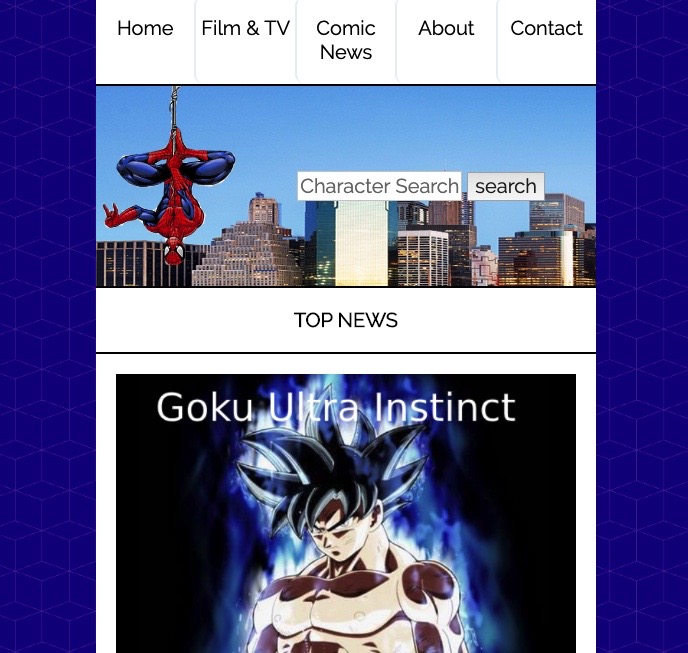 Home
Film & TV
Comic
News
About
Contact
Character Search
search
TOP NEWS
Goku Ultra Instinct